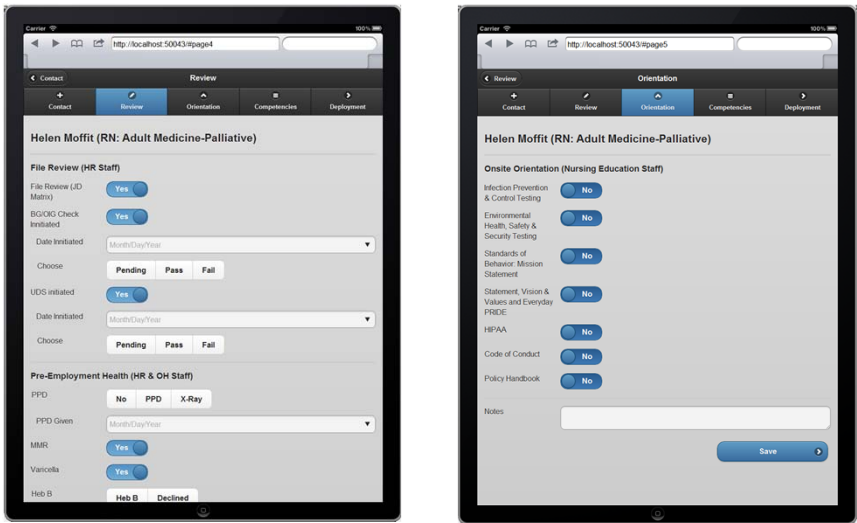 Carrier
100%
http://localhost:50043/#page4
Contact
Review
Contact
Review
Orientation
Competencies
Deployment
Helen Moffit (RN: Adult Medicine-Palliative)
File Review (HR Staff)
File Review (JD
Matrix)
Yes
BG/OIG Check
Innitiated
Yes
Date Innitiated
Month/Day/Year
Choose
Pending Pass Fail
UDS initiated
Yes
Date Innitiated
Month/Day/Year
Choose
Pending Pass Fail
Pre-Employment Health (HR & OH Staff)
PPD
No PPD X-Ray
PPD Given
Month/Day/Year
MMR
Yes
Varicella
Yes
Heb B
Heb B Declined
Carrier
100%
http://localhost:50043/#page5
Review
Orientation
Contact
Review
Orientation
Competencies
Deployment
Helen Moffit (RN: Adult Medicine-Palliative)
Onsite Orientation (Nursing Education Staff)
Infection Prevention
& Control Testing
No
Environmental
Health, Safety &
Security Testing
No
Standards of
Behavior: Mission
Statement
No
Statement, Vision &
Values and Everyday
PRIDE
No
HIPAA
No
Code of Conduct
No
Policy Handbook
No
Notes
Save